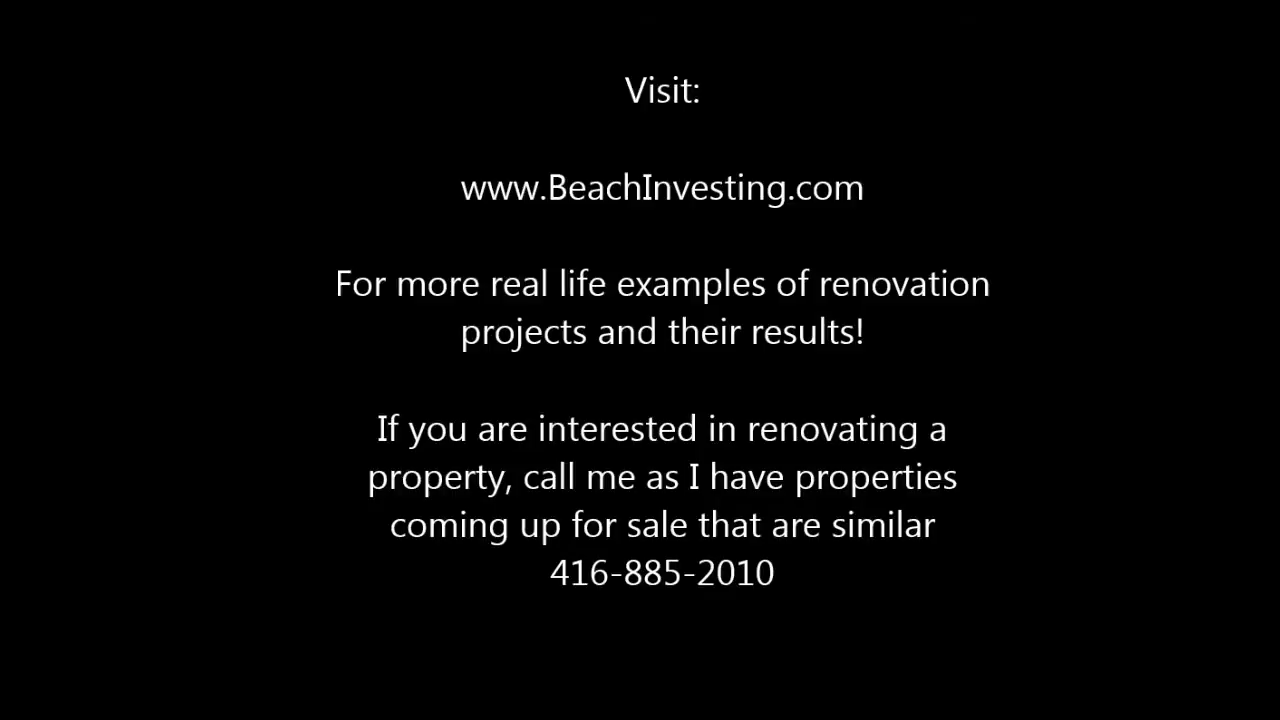 Visit:
www.BeachInvesting.com
For more real life examples of renovation
projects and their results!
If you are interested in renovating a
property, call me as I have properties
coming up for sale that are similar
416-885-2010